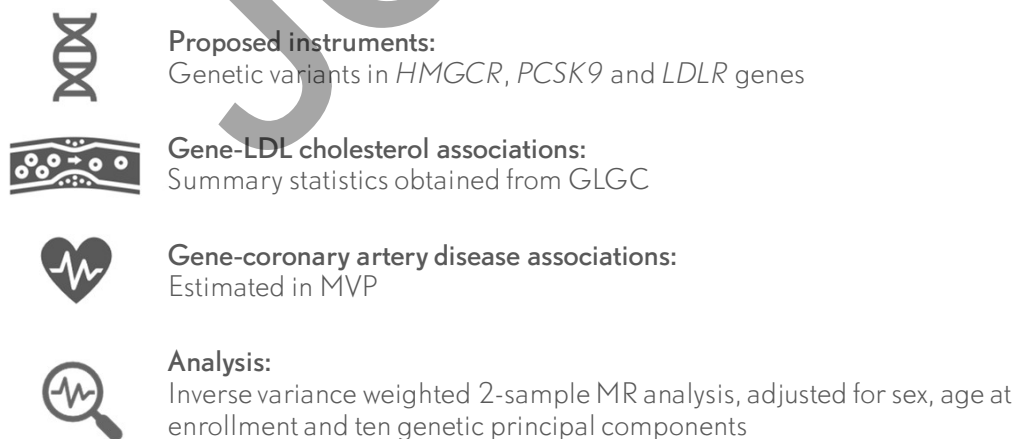 Proposed instruments:
Genetic variants in HMGCR, PCSK9 and LDLR genes
Gene-LDL cholesterol associations:
Summary statistics obtained from GLGC
Gene-coronary artery disease associations:
Estimated in MVP
Analysis:
Inverse variance weighted 2-sample MR analysis, adjusted for sex, age at
enrollment and ten genetic principal components